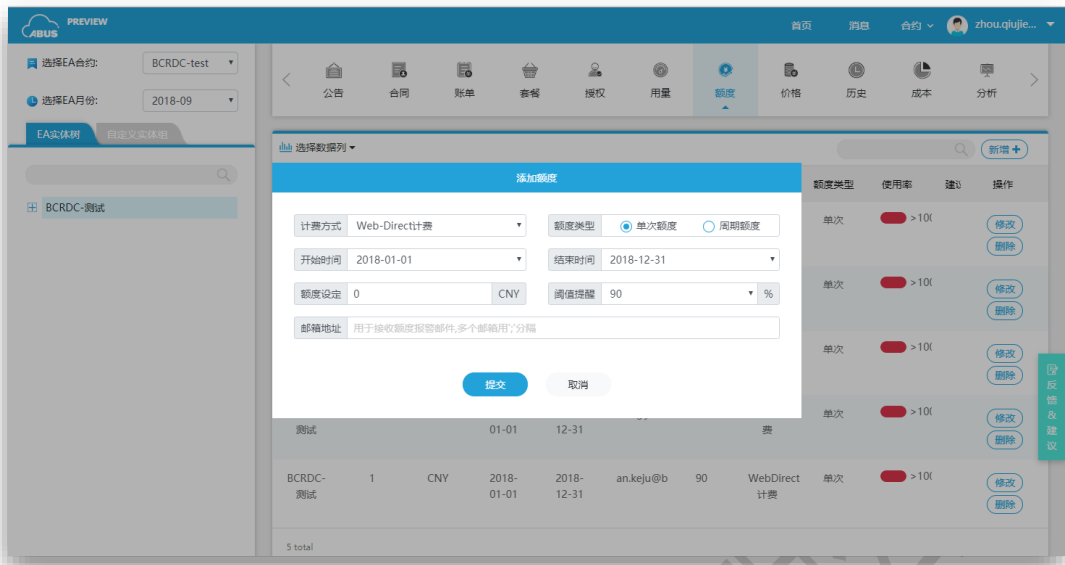 ABUS PREVIEW
首页 消息 合约 zhou.qiujie...
选择EA合约: BCRDC-test
选择EA月份: 2018-09
EA实体树 自定义实体组
BCRDC-测试
公告 合同 账单 套餐 授权 用量 额度 价格 历史 成本 分析
选择数据列 新增
添加额度
额度类型 使用率 操作
计费方式 Web-Direct计费 额度类型 单次额度 周期额度
开始时间 2018-01-01 结束时间 2018-12-31
额度设定 0 CNY 阈值提醒 90 %
邮箱地址 用于接收额度报警邮件,多个邮箱用';'分隔
提交 取消
单次 >10( 修改
删除
单次 >10( 修改
删除
单次 >10( 修改
删除
单次 >10( 修改
测试 01-01 12-31 费 删除
BCRDC- 1 CNY 2018- 2018- an.keju@b 90 WebDirect 单次 >10( 修改
测试 01-01 12-31 计费 删除
5 total
反馈&建议